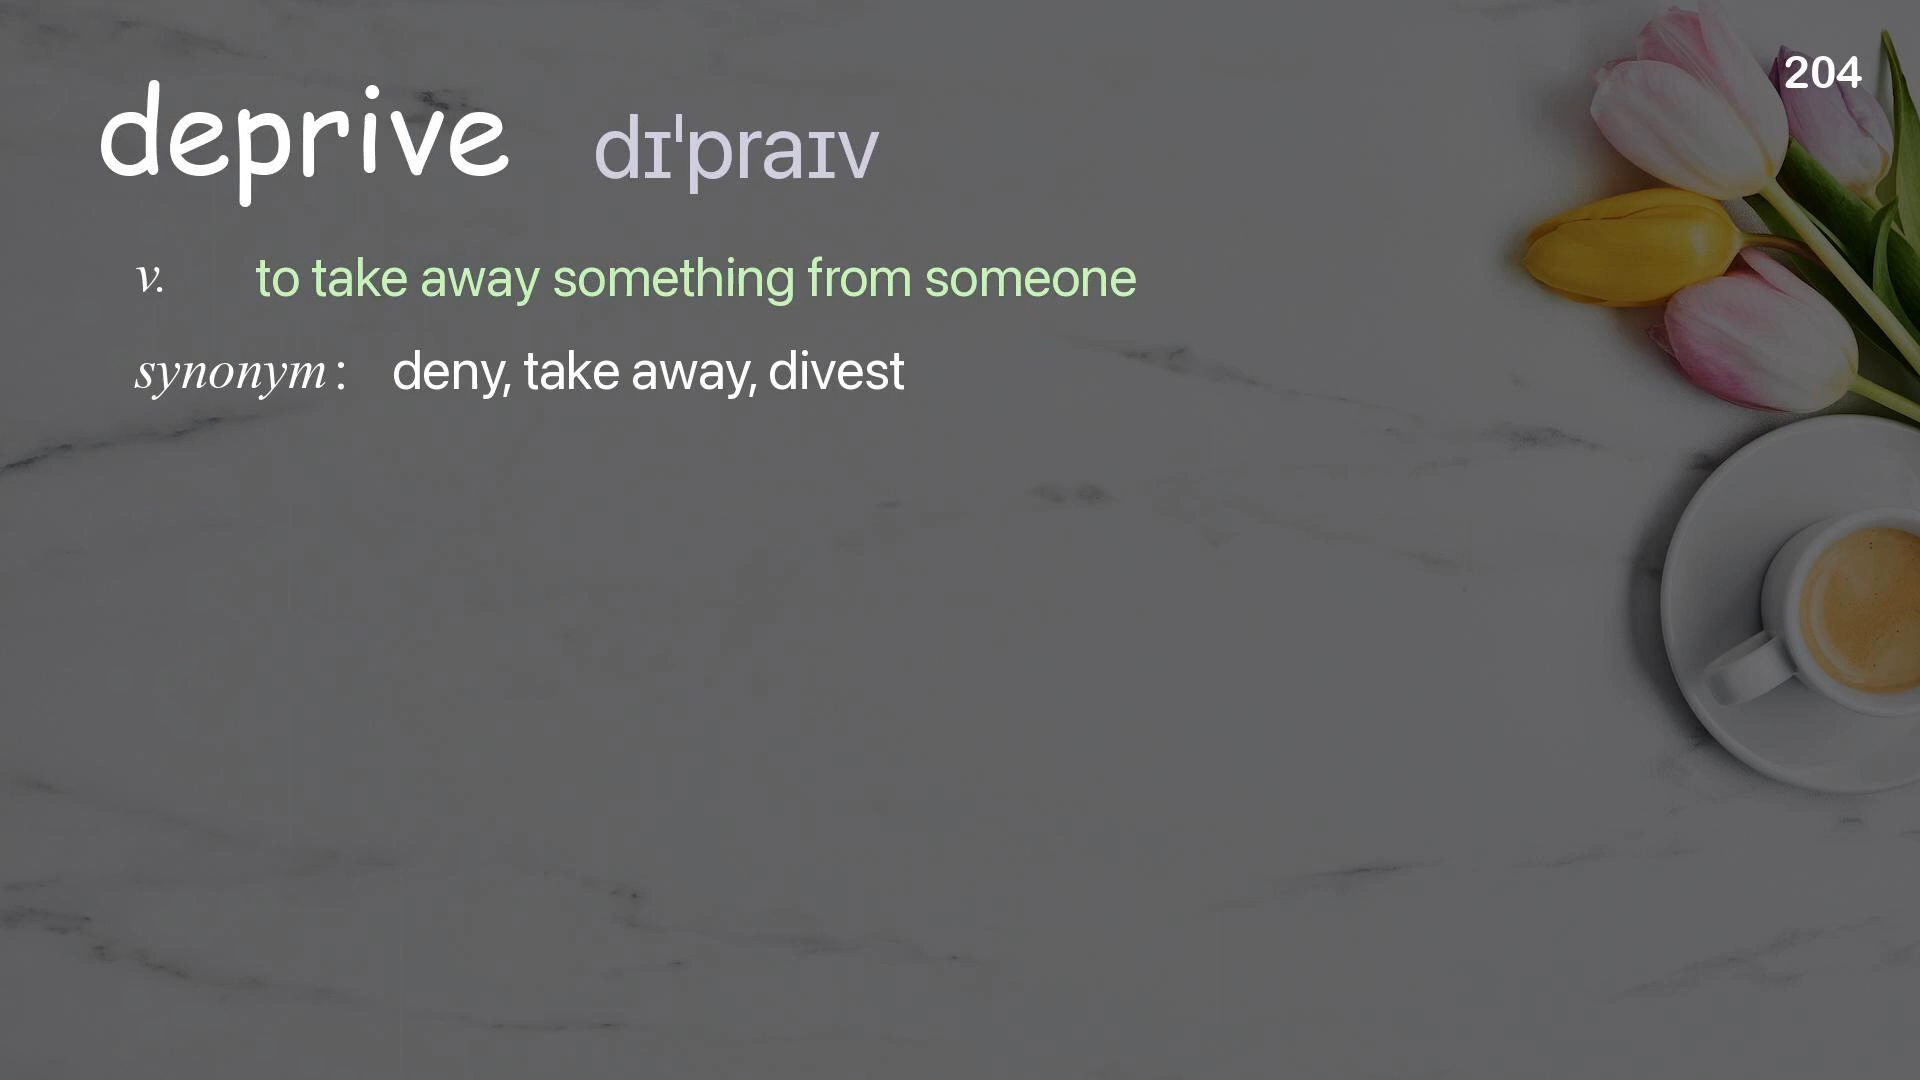 204
deprive dɪˈpraɪv
v. to take away something from someone
synonym : deny, take away, divest